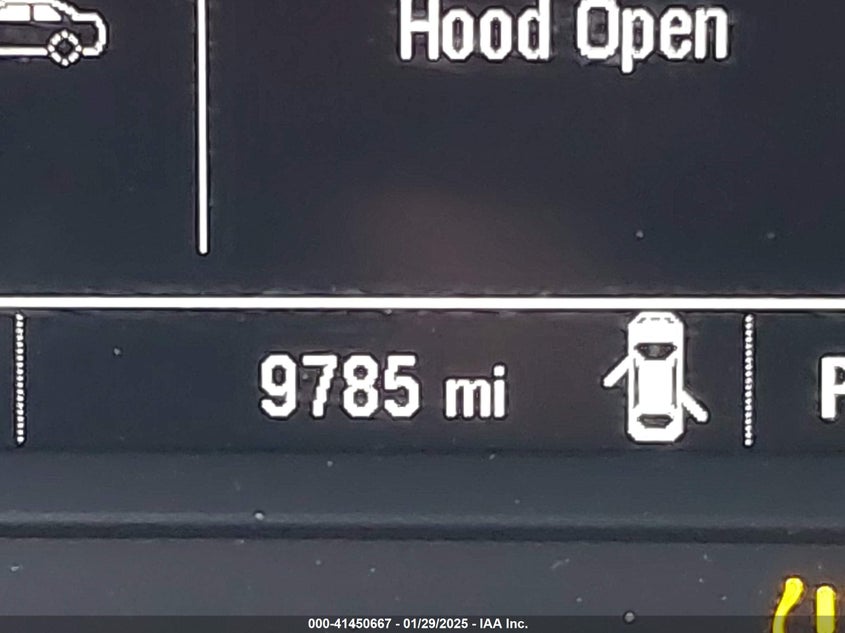 Hood Open
9785 mi
P
000-41450667 - 01/29/2025 - IAA Inc.